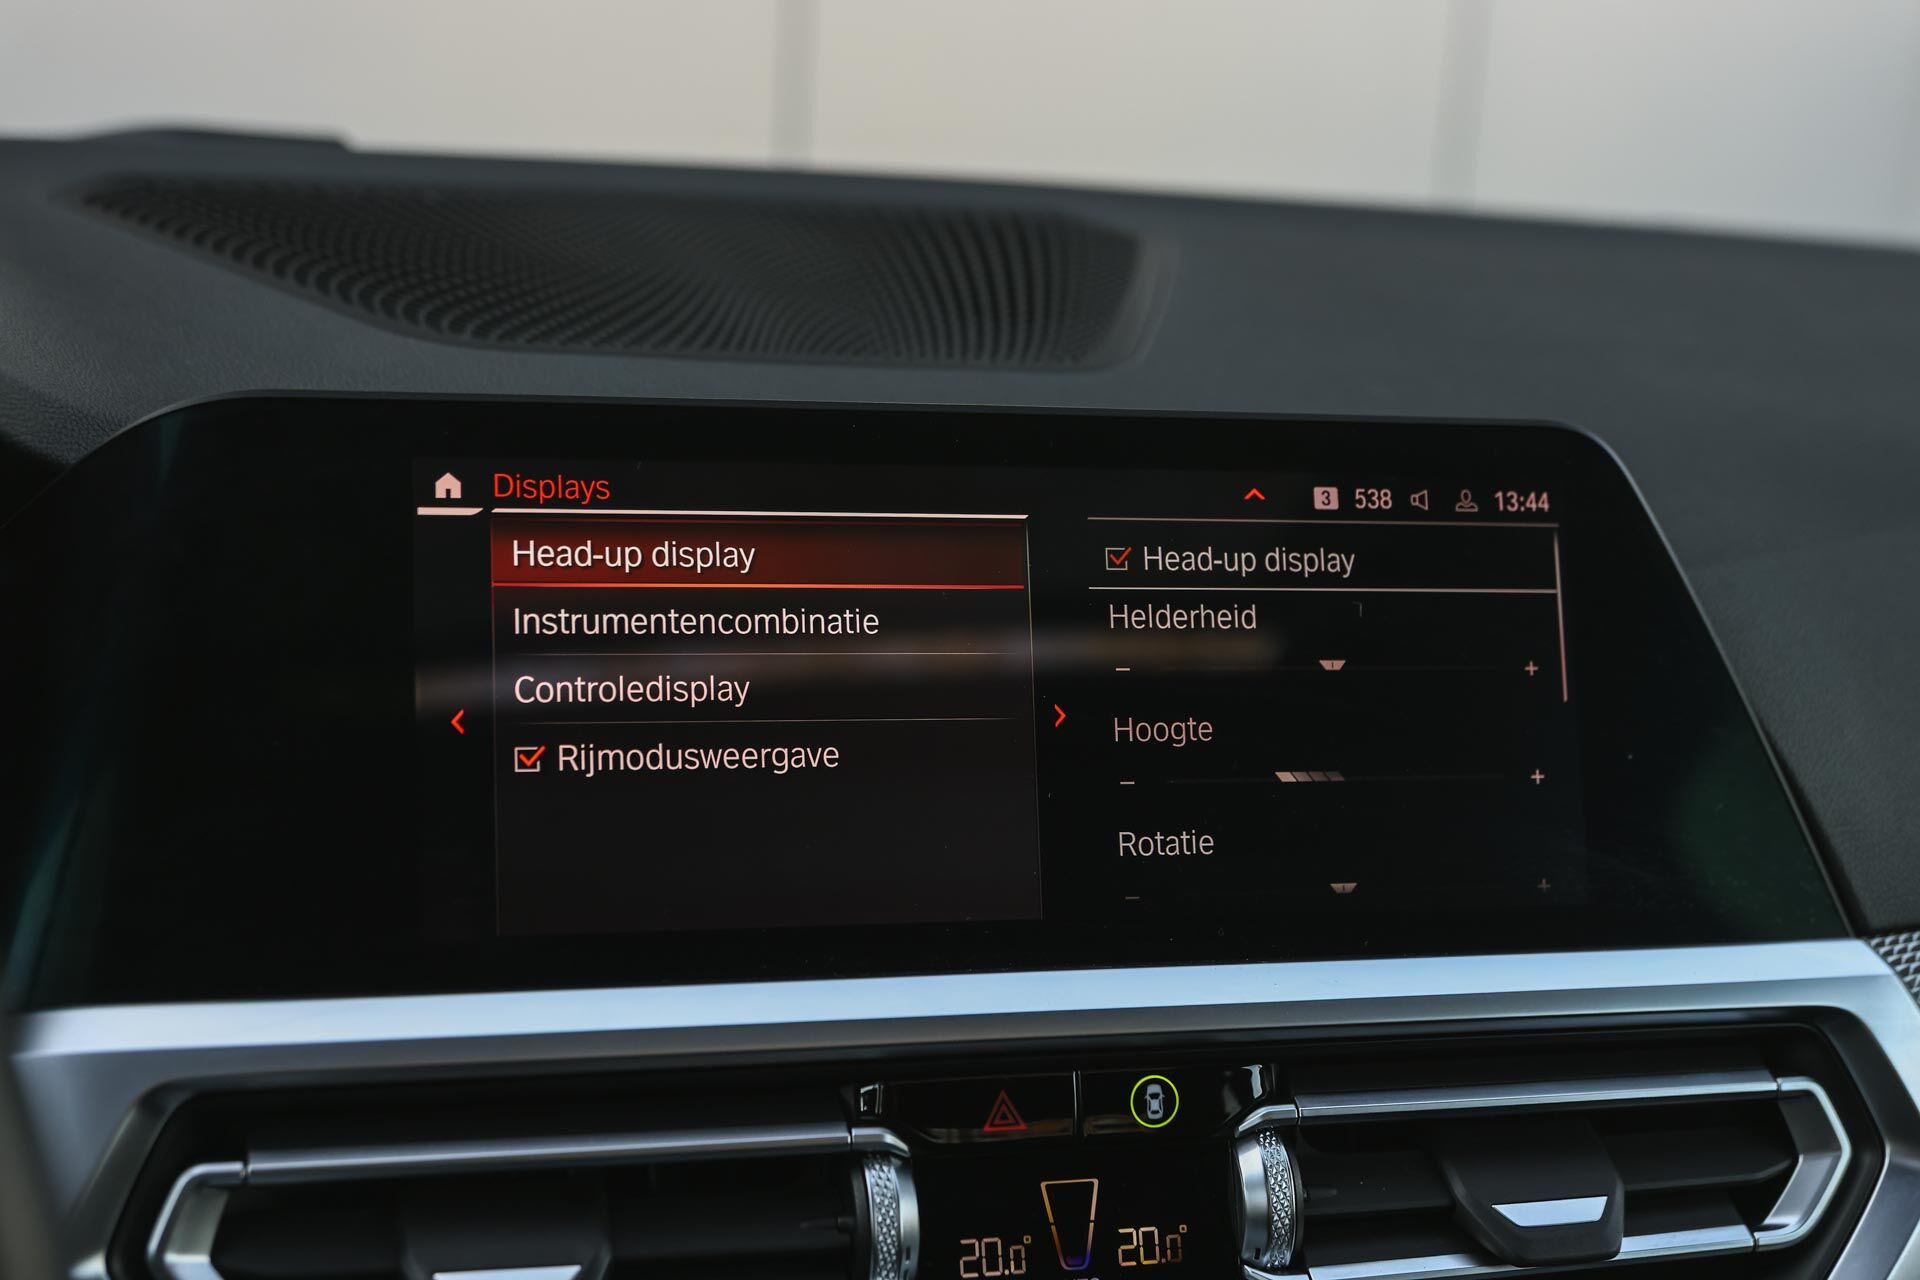 Displays
3 538 13:44
Head-up display
Instrumentencombinatie
Controledisplay
Rijmodusweergave
Head-up display
Helderheid
- +
Hoogte
- +
Rotatie
- +
20.0° 20.0°